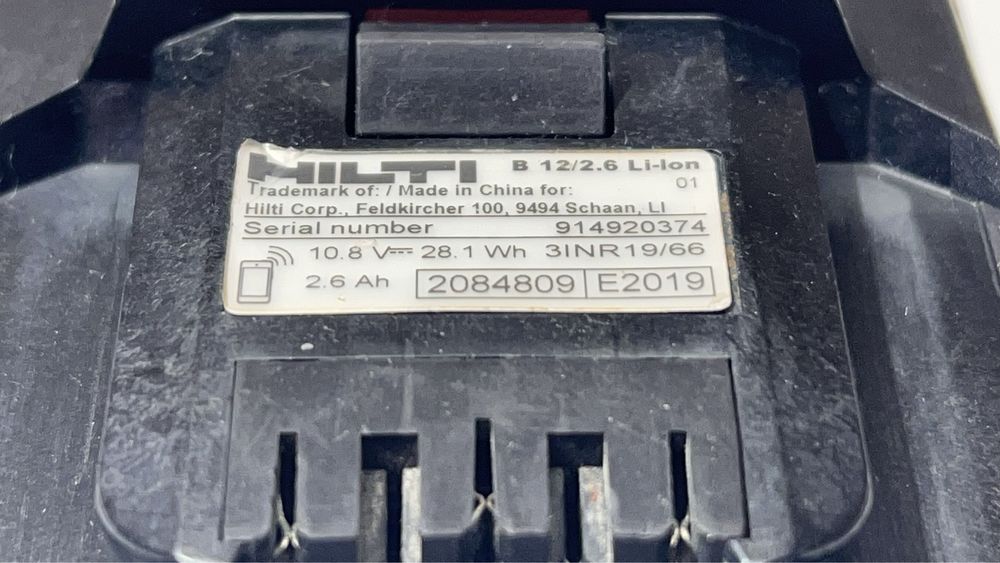 HILTI B 12/2.6 Li-Ion
01
Trademark of: / Made in China for:
Hilti Corp., Feldkircher 100, 9494 Schaan, LI
Serial number 914920374
10.8 V⎓ 28.1 Wh 3INR19/66
2.6 Ah 2084809 E2019